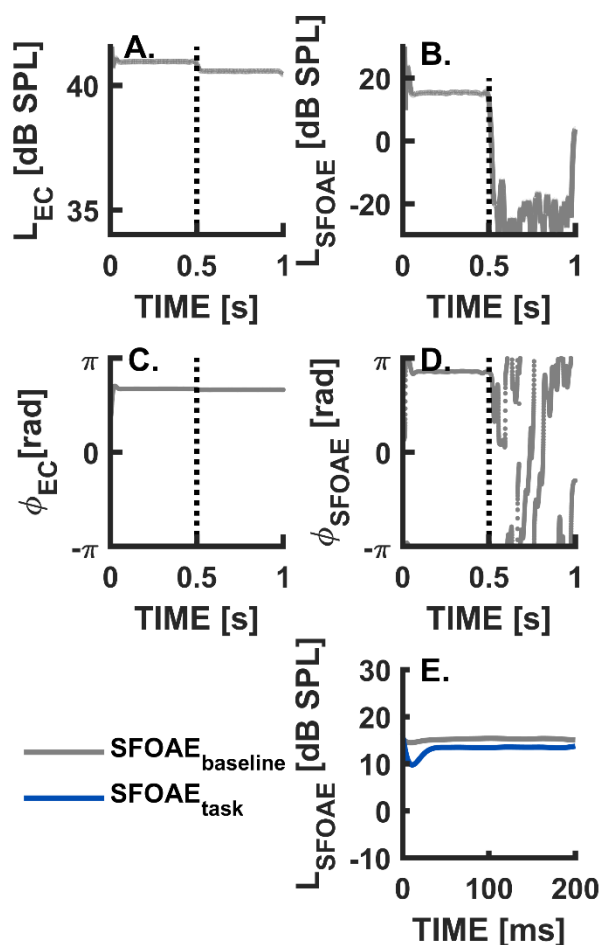 A.
L_EC [dB SPL]
40
35
0 0.5 1
TIME [s]
B.
L_SFOAE [dB SPL]
20
0
-20
0 0.5 1
TIME [s]
C.
ϕ_EC[rad]
π
0
-π
0 0.5 1
TIME [s]
D.
ϕ_SFOAE [rad]
π
0
-π
0 0.5 1
TIME [s]
SFOAE_baseline
SFOAE_task
E.
L_SFOAE [dB SPL]
30
20
10
0
-10
0 100 200
TIME [ms]